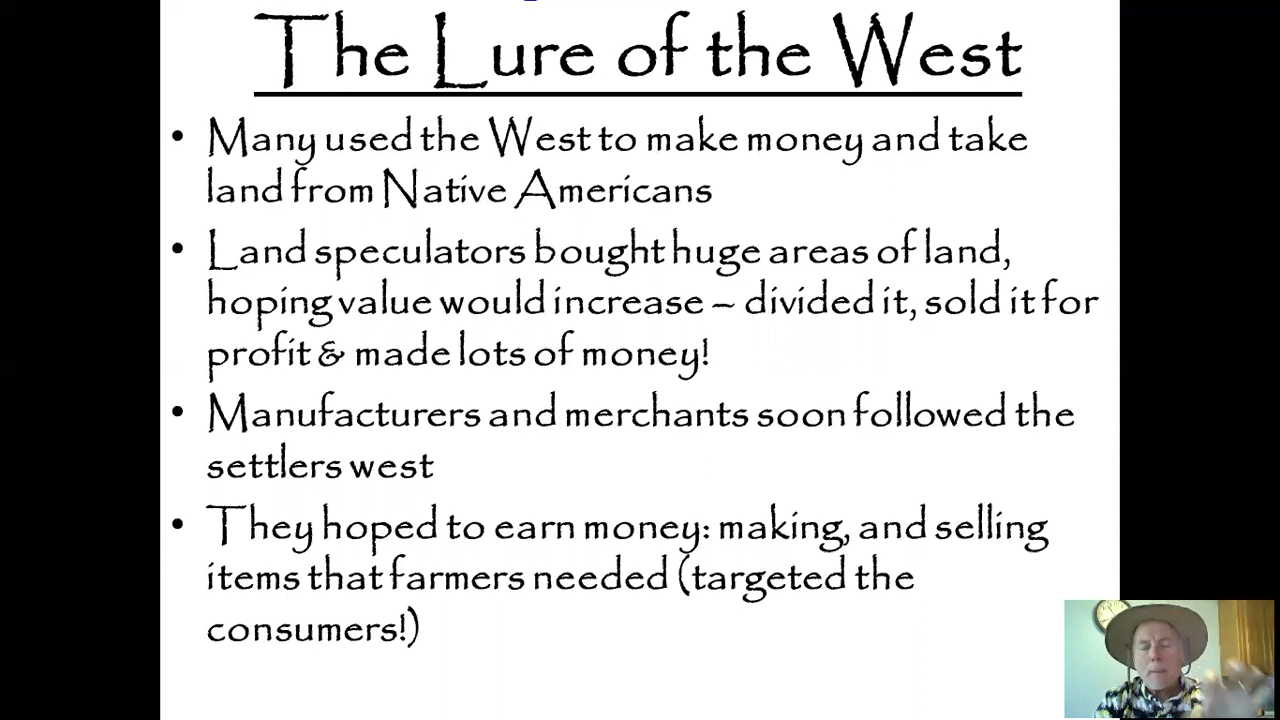 The Lure of the West
• Many used the West to make money and take
land from Native Americans
• Land speculators bought huge areas of land,
hoping value would increase – divided it, sold it for
profit & made lots of money!
• Manufacturers and merchants soon followed the
settlers west
• They hoped to earn money: making, and selling
items that farmers needed (targeted the
consumers!)